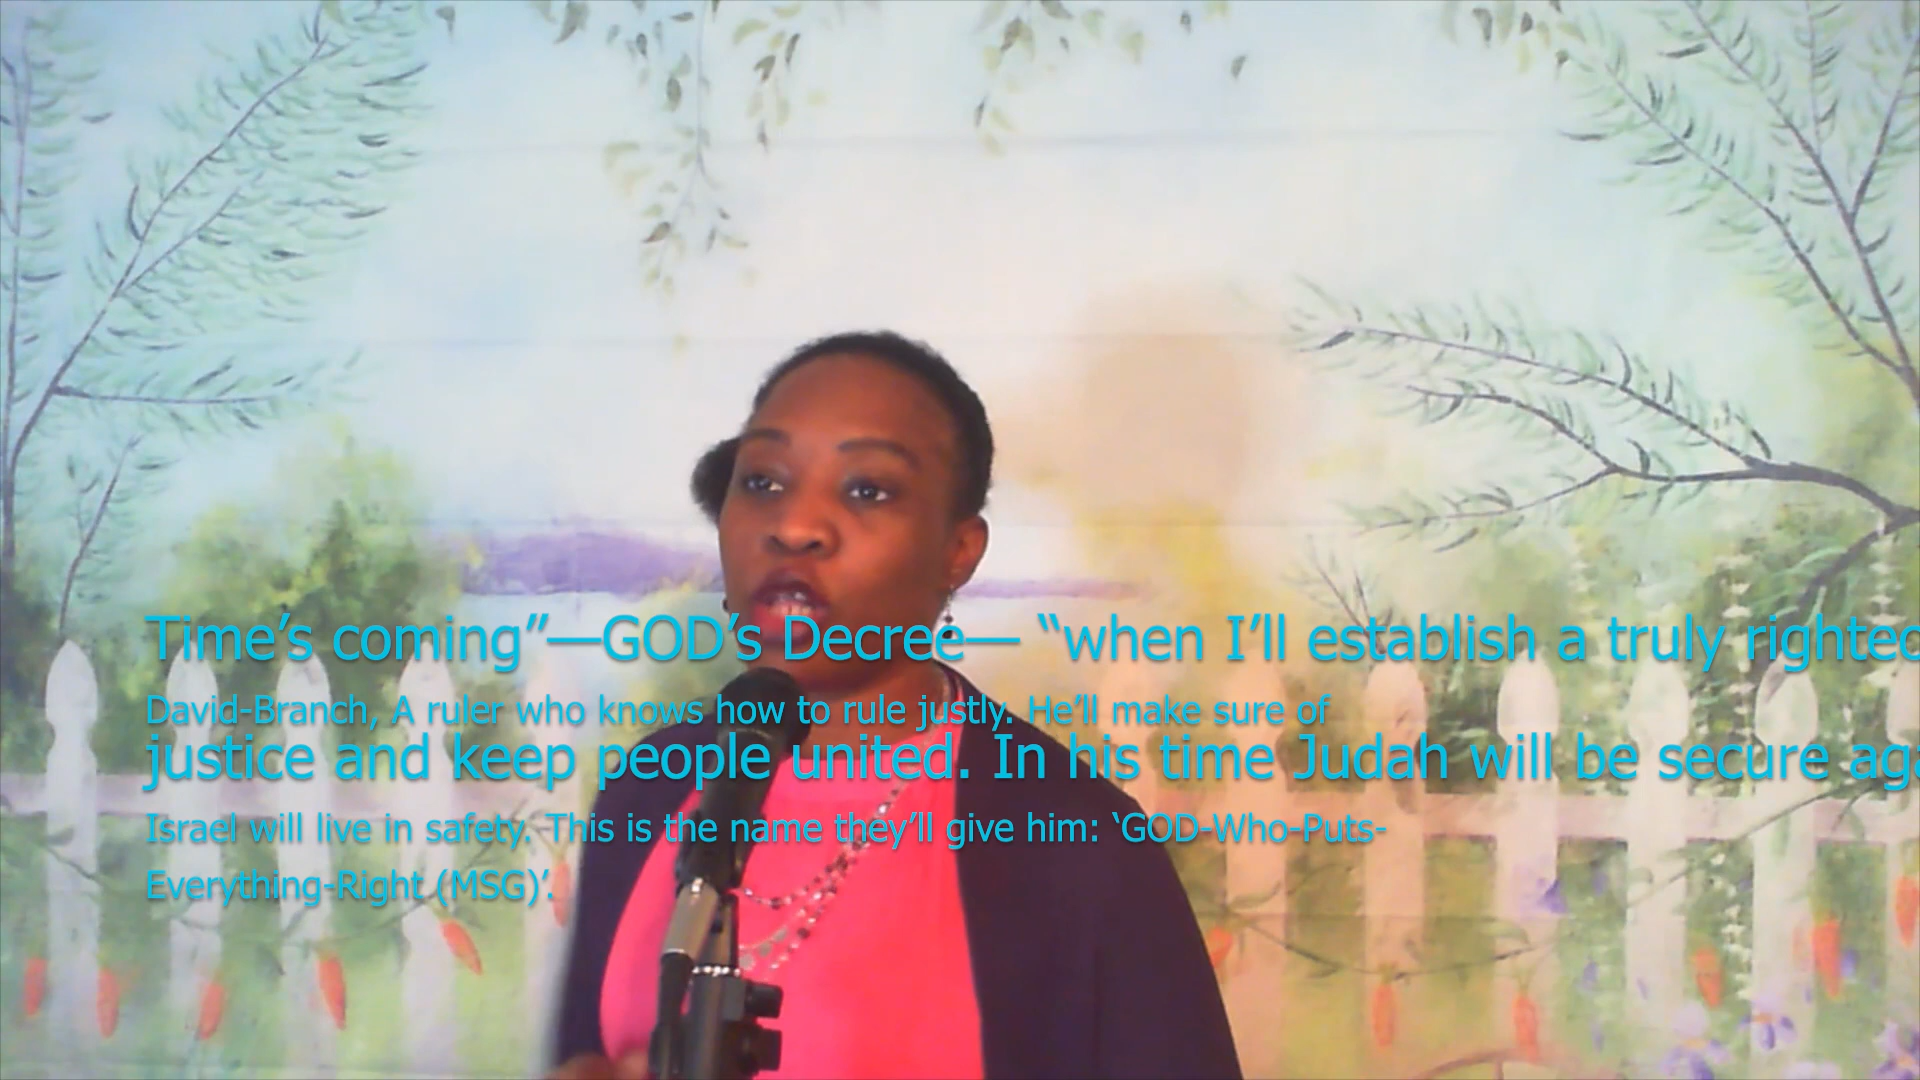 Time’s coming”—GOD’s Decree— “when I’ll establish a truly
David-Branch, A ruler who knows how to rule justly. He’ll make sure of
justice and keep people united. In his time Judah will be secure
Israel will live in safety. This is the name they’ll give him: ‘GOD-Who-Puts-
Everything-Right (MSG)’.